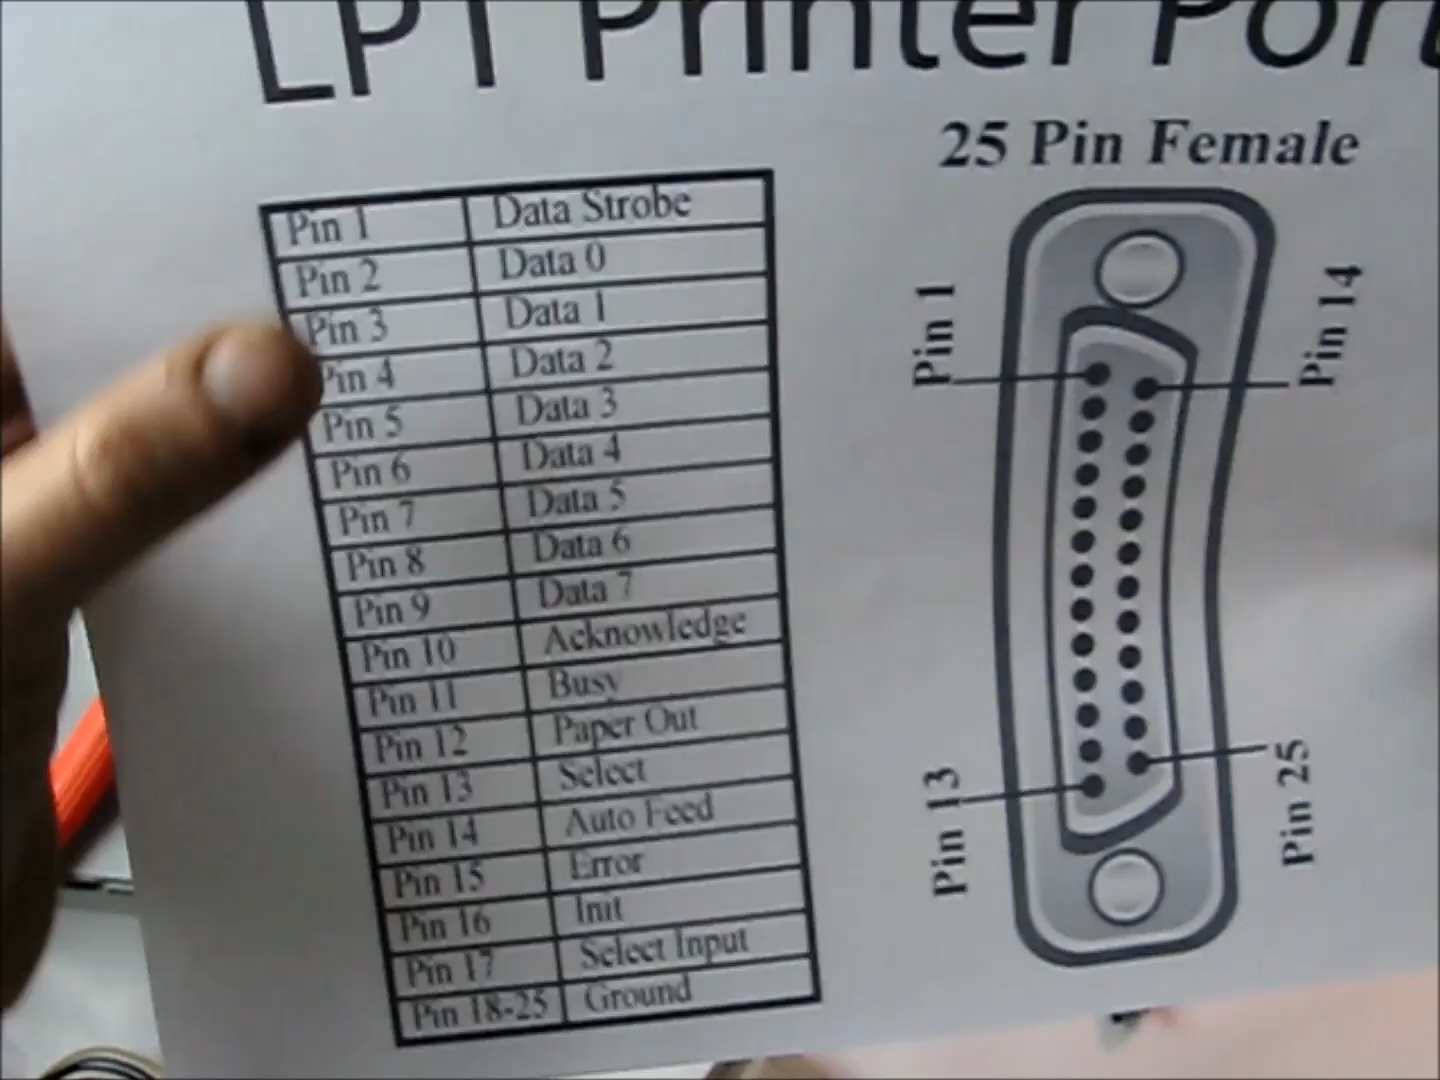 LPT Printer Port
25 Pin Female
Pin 1 Data Strobe
Pin 2 Data 0
Pin 3 Data 1
Pin 4 Data 2
Pin 5 Data 3
Pin 6 Data 4
Pin 7 Data 5
Pin 8 Data 6
Pin 9 Data 7
Pin 10 Acknowledge
Pin 11 Busy
Pin 12 Paper Out
Pin 13 Select
Pin 14 Auto Feed
Pin 15 Error
Pin 16 Init
Pin 17 Select Input
Pin 18-25 Ground
Pin 1
Pin 14
Pin 13
Pin 25